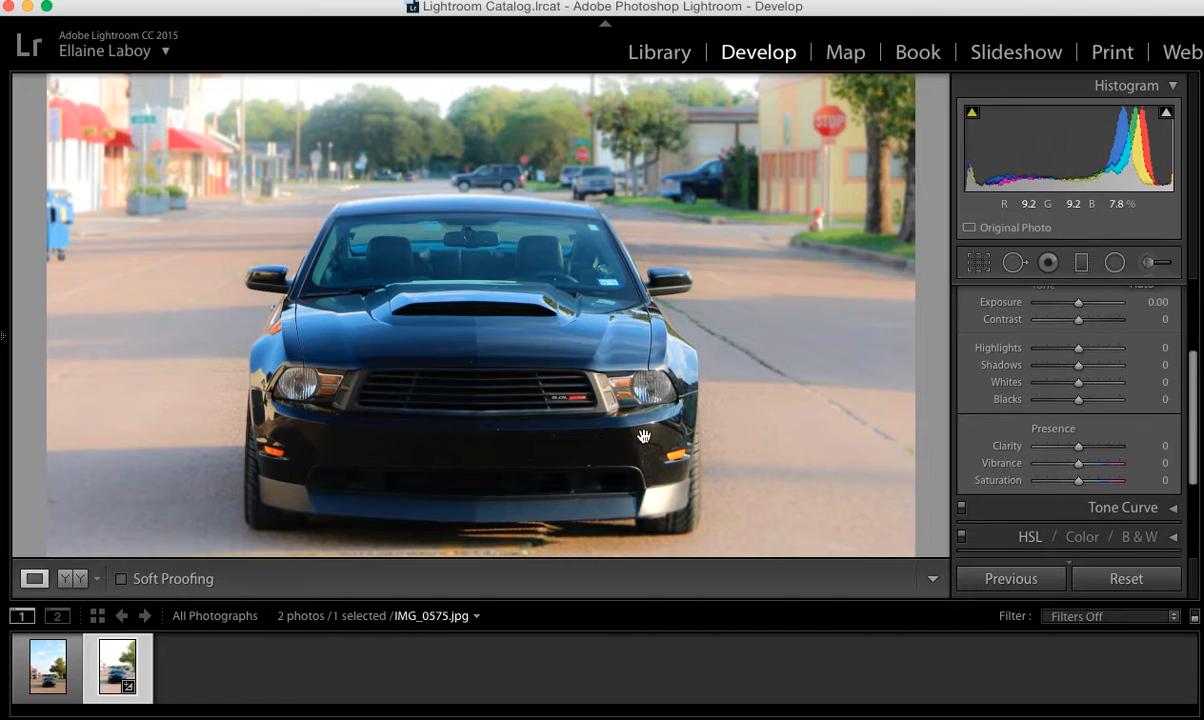 Lightroom Catalog.lrcat - Adobe Photoshop Lightroom - Develop
Lr
Adobe Lightroom CC 2015
Ellaine Laboy
Library | Develop | Map | Book | Slideshow | Print | Web
Histogram
STOP
R 9.2 G 9.2 B 7.8 %
Original Photo
Exposure 0.00
Contrast 0
Highlights 0
Shadows 0
Whites 0
Blacks 0
Presence
Clarity 0
Vibrance 0
Saturation 0
Tone Curve
HSL / Color / B & W
YY Soft Proofing
Previous Reset
1 2 All Photographs 2 photos /1 selected /IMG_0575.jpg Filter : Filters Off